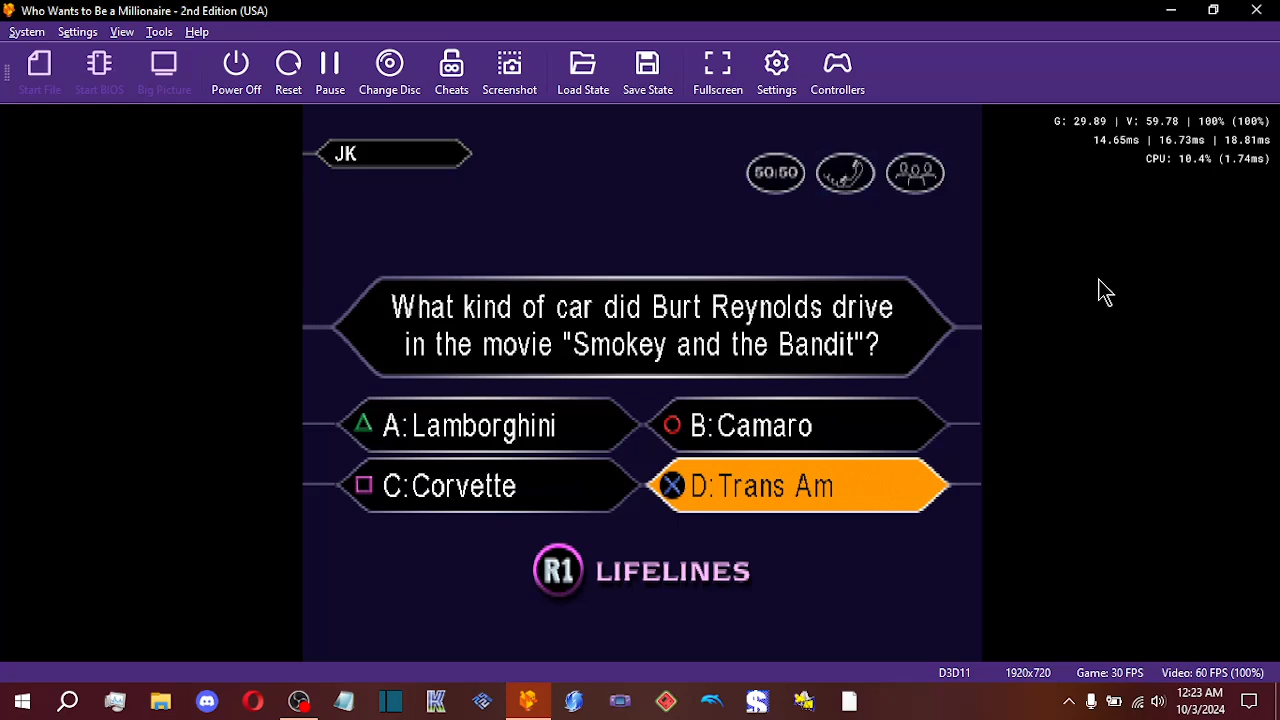 Who Wants to Be a Millionaire - 2nd Edition (USA)
System Settings View Tools Help
Start File Start BIOS Big Picture Power Off Reset Pause Change Disc Cheats Screenshot Load State Save State Fullscreen Settings Controllers
G: 29.89 | V: 59.78 | 100% (100%)
14.65ms | 16.73ms | 18.81ms
CPU: 10.4% (1.74ms)
JK
50:50
What kind of car did Burt Reynolds drive
in the movie "Smokey and the Bandit"?
A: Lamborghini
B: Camaro
C: Corvette
D: Trans Am
R1 LIFELINES
D3D11 1920x720 Game: 30 FPS Video: 60 FPS (100%)
12:23 AM
10/3/2024